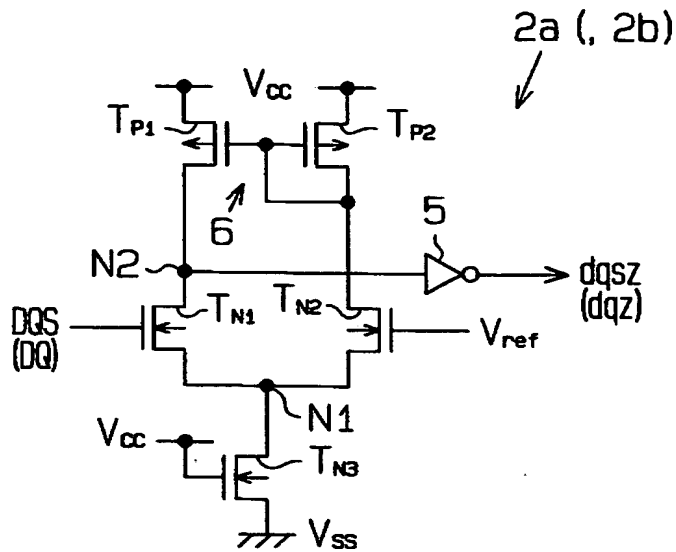 2a (, 2b)
VCC
TP1
TP2
6
5
N2
dqsz
(dqz)
TN1
TN2
DQS
(DQ)
Vref
N1
VCC
TN3
VSS